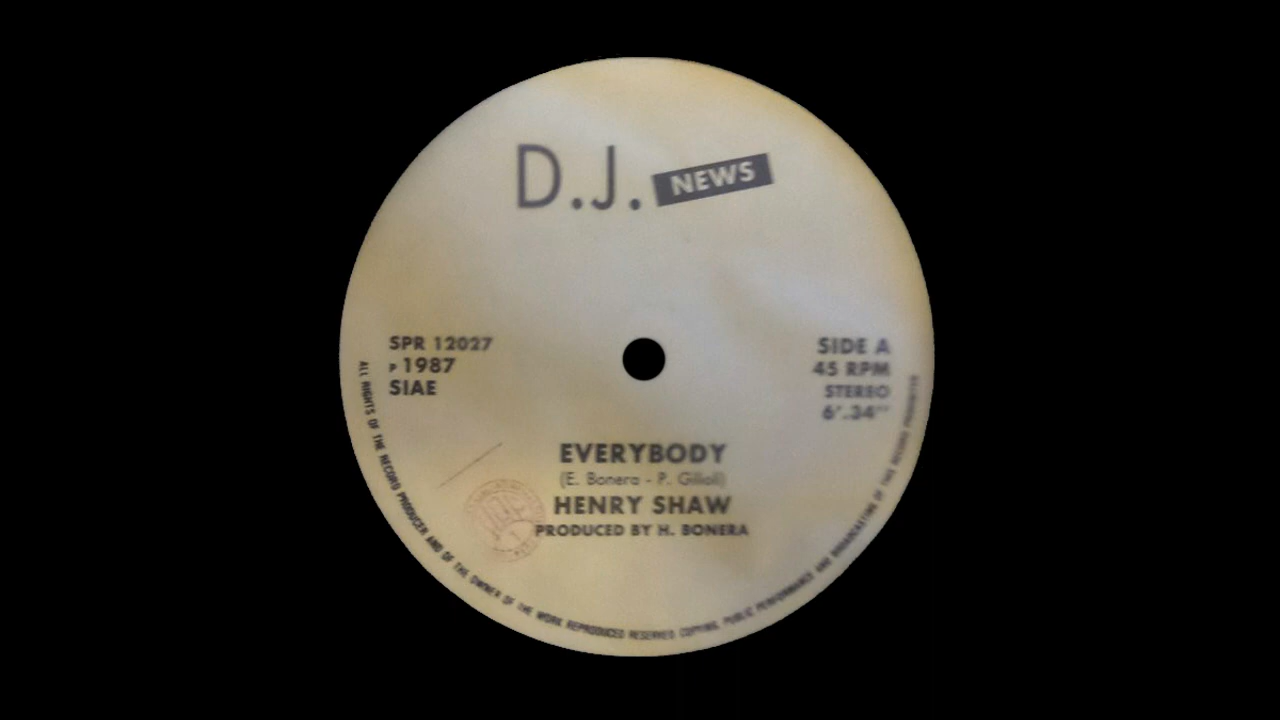 D.J. NEWS
SPR 12027
P 1987
SIAE
SIDE A
45 RPM
STEREO
6'.34''
EVERYBODY
(E. Bonera - P. Gilioli)
HENRY SHAW
PRODUCED BY H. BONERA
ALL RIGHTS OF THE RECORD PRODUCER AND OF THE OWNER OF THE WORK REPRODUCED RESERVED COPYING, PUBLIC PERFORMANCE AND BROADCASTING OF THIS RECORD PROHIBITED